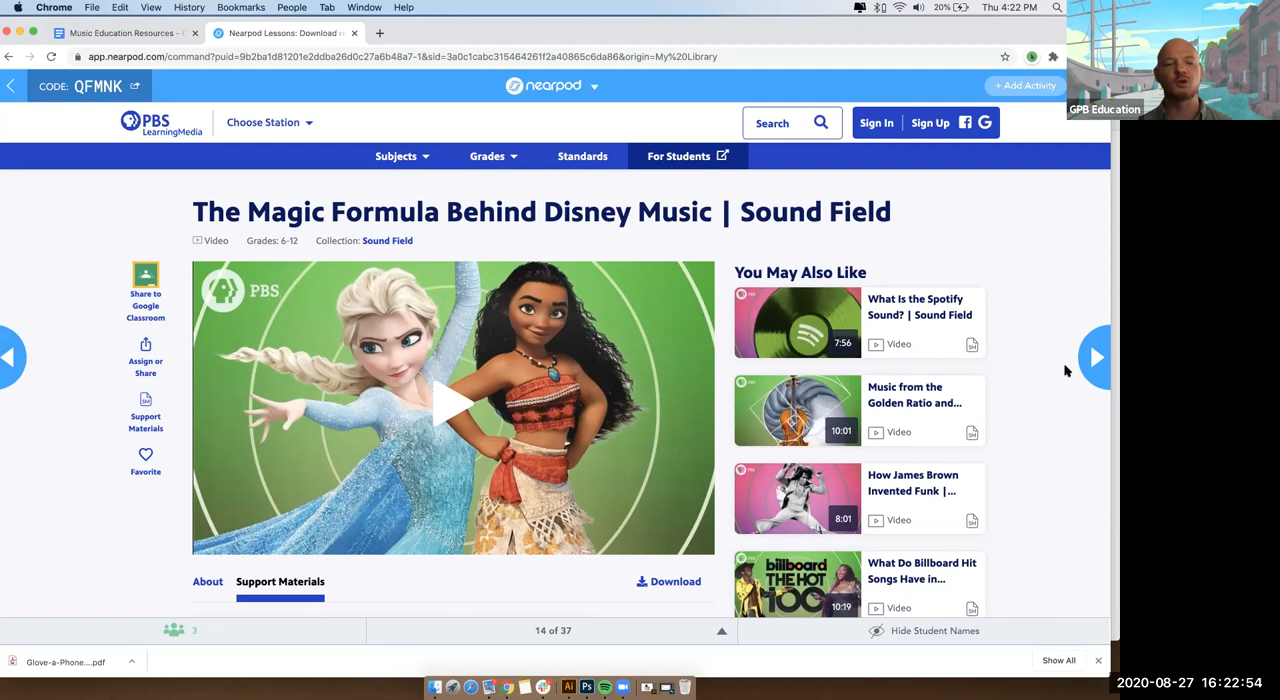 Chrome File Edit View History Bookmarks People Tab Window Help 20% Thu 4:22 PM
Music Education Resources - Nearpod Lessons: Download r
app.nearpod.com/command?puid=9b2ba1d81201e2ddba26d0c27a6b48a7-1&sid=3a0c1cabc315464261f2a40865c6da86&origin=My%20Library
CODE: QFMNK nearpod + Add Activity
GPB Education
PBS
LearningMedia
Choose Station Search Sign In Sign Up
Subjects Grades Standards For Students
The Magic Formula Behind Disney Music | Sound Field
Video Grades: 6-12 Collection: Sound Field
Share to
Google
Classroom
Assign or
Share
Support
Materials
Favorite
PBS
You May Also Like
What Is the Spotify
Sound? | Sound Field
7:56 Video
Music from the
Golden Ratio and...
10:01 Video
How James Brown
Invented Funk |...
8:01 Video
What Do Billboard Hit
Songs Have in...
billboard
THE HOT
100
10:19 Video
About Support Materials Download
3 14 of 37 Hide Student Names
Glove-a-Phone....pdf Show All
Ai Ps
2020-08-27 16:22:54